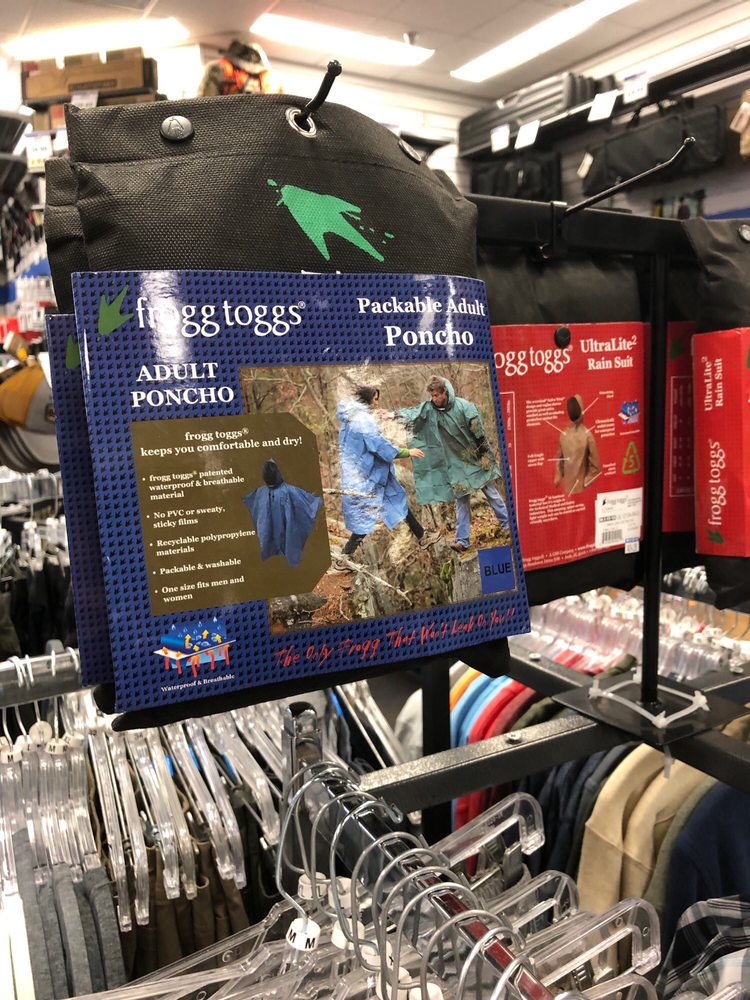 frogg toggs®
Packable Adult
Poncho
ADULT
PONCHO
frogg toggs®
keeps you comfortable and dry!
• frogg toggs® patented
waterproof & breathable
material
• No PVC or sweaty,
sticky films
• Recyclable polypropylene
materials
• Packable & washable
• One size fits men and
women
BLUE
The Only Frogg That Won't Leak On You!!
Waterproof & Breathable
ogg toggs®
UltraLite²
Rain Suit
UltraLite²
Rain Suit
frogg toggs®
M
M